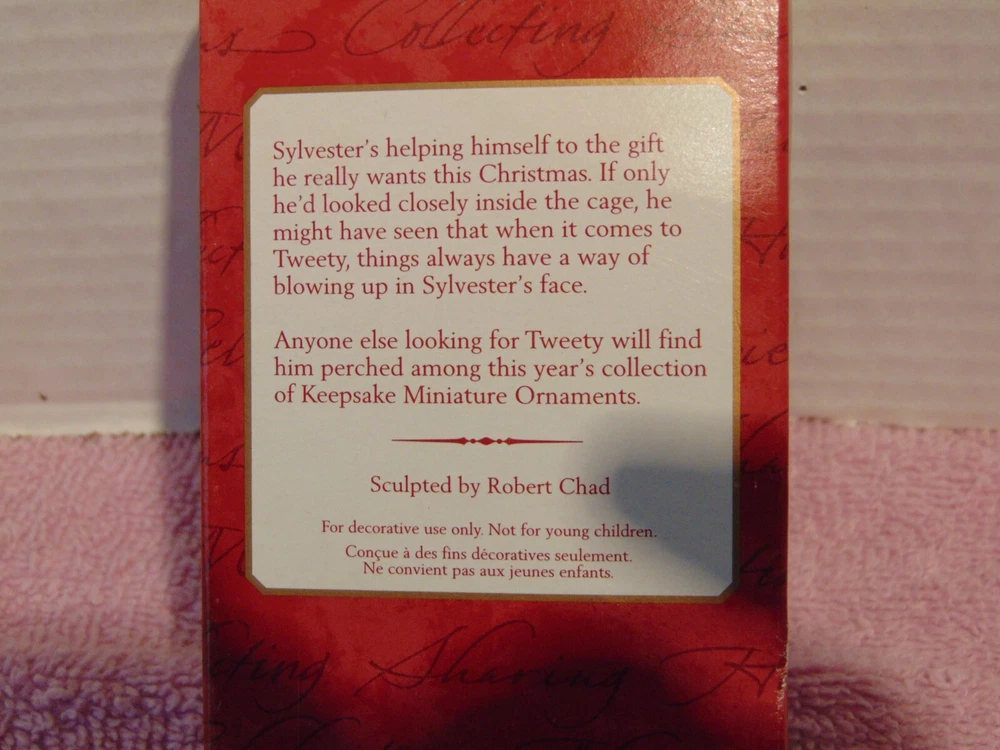 Collecting
Sylvester's helping himself to the gift
he really wants this Christmas. If only
he'd looked closely inside the cage, he
might have seen that when it comes to
Tweety, things always have a way of
blowing up in Sylvester's face.
Anyone else looking for Tweety will find
him perched among this year's collection
of Keepsake Miniature Ornaments.
Sculpted by Robert Chad
For decorative use only. Not for young children.
Conçue à des fins décoratives seulement.
Ne convient pas aux jeunes enfants.
Sharing